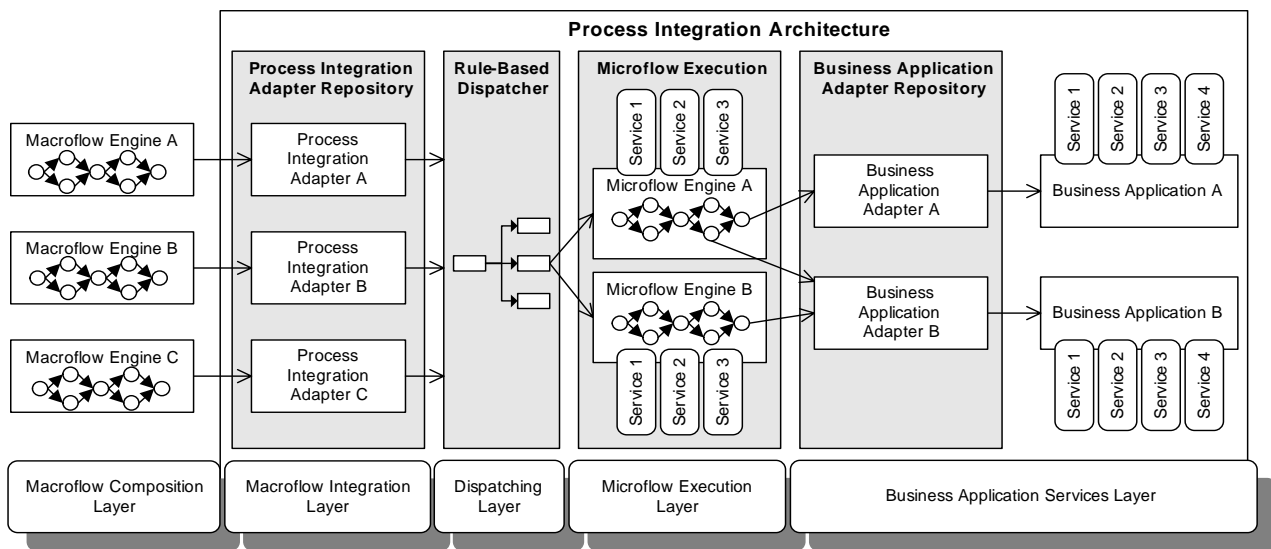 Process Integration Architecture
Process Integration
Adapter Repository
Rule-Based
Dispatcher
Microflow Execution
Business Application
Adapter Repository
Macroflow Engine A
Macroflow Engine B
Macroflow Engine C
Process
Integration
Adapter A
Process
Integration
Adapter B
Process
Integration
Adapter C
Service 1
Service 2
Service 3
Microflow Engine A
Microflow Engine B
Service 1
Service 2
Service 3
Business
Application
Adapter A
Business
Application
Adapter B
Service 1
Service 2
Service 3
Service 4
Business Application A
Business Application B
Service 1
Service 2
Service 3
Service 4
Macroflow Composition
Layer
Macroflow Integration
Layer
Dispatching
Layer
Microflow Execution
Layer
Business Application Services Layer